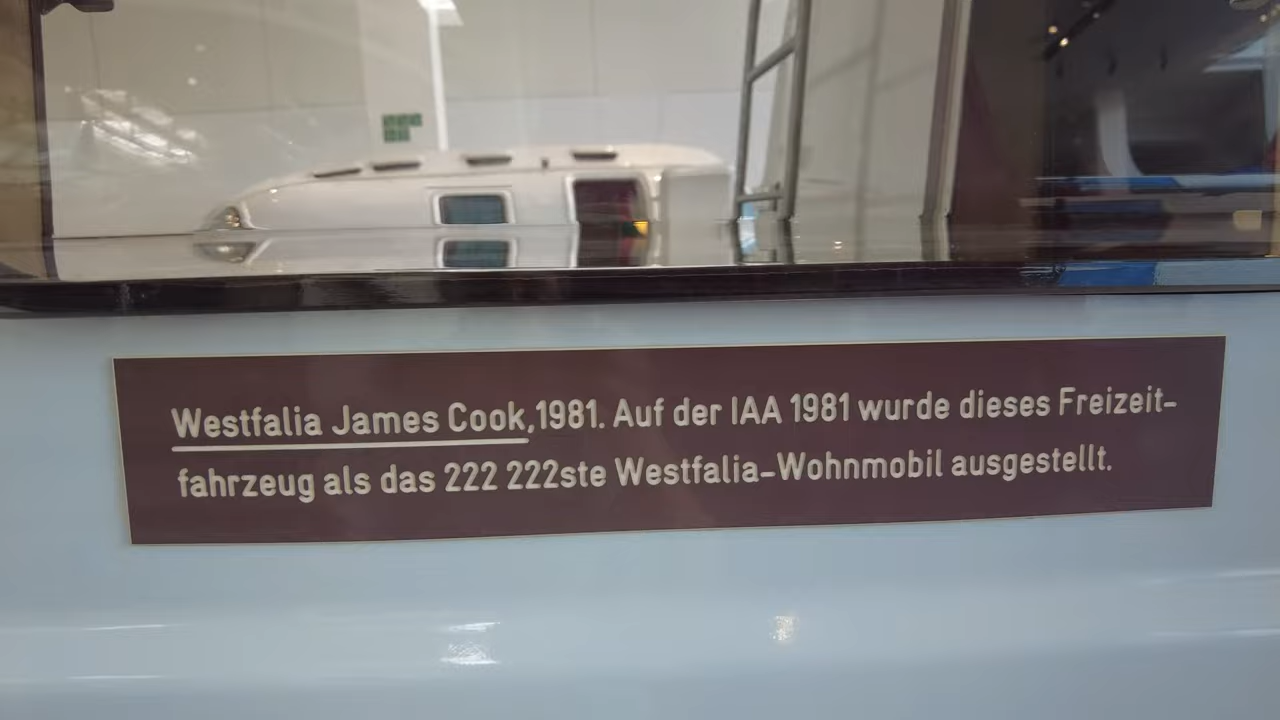 Westfalia James Cook,1981. Auf der IAA 1981 wurde dieses Freizeit-
fahrzeug als das 222 222ste Westfalia-Wohnmobil ausgestellt.